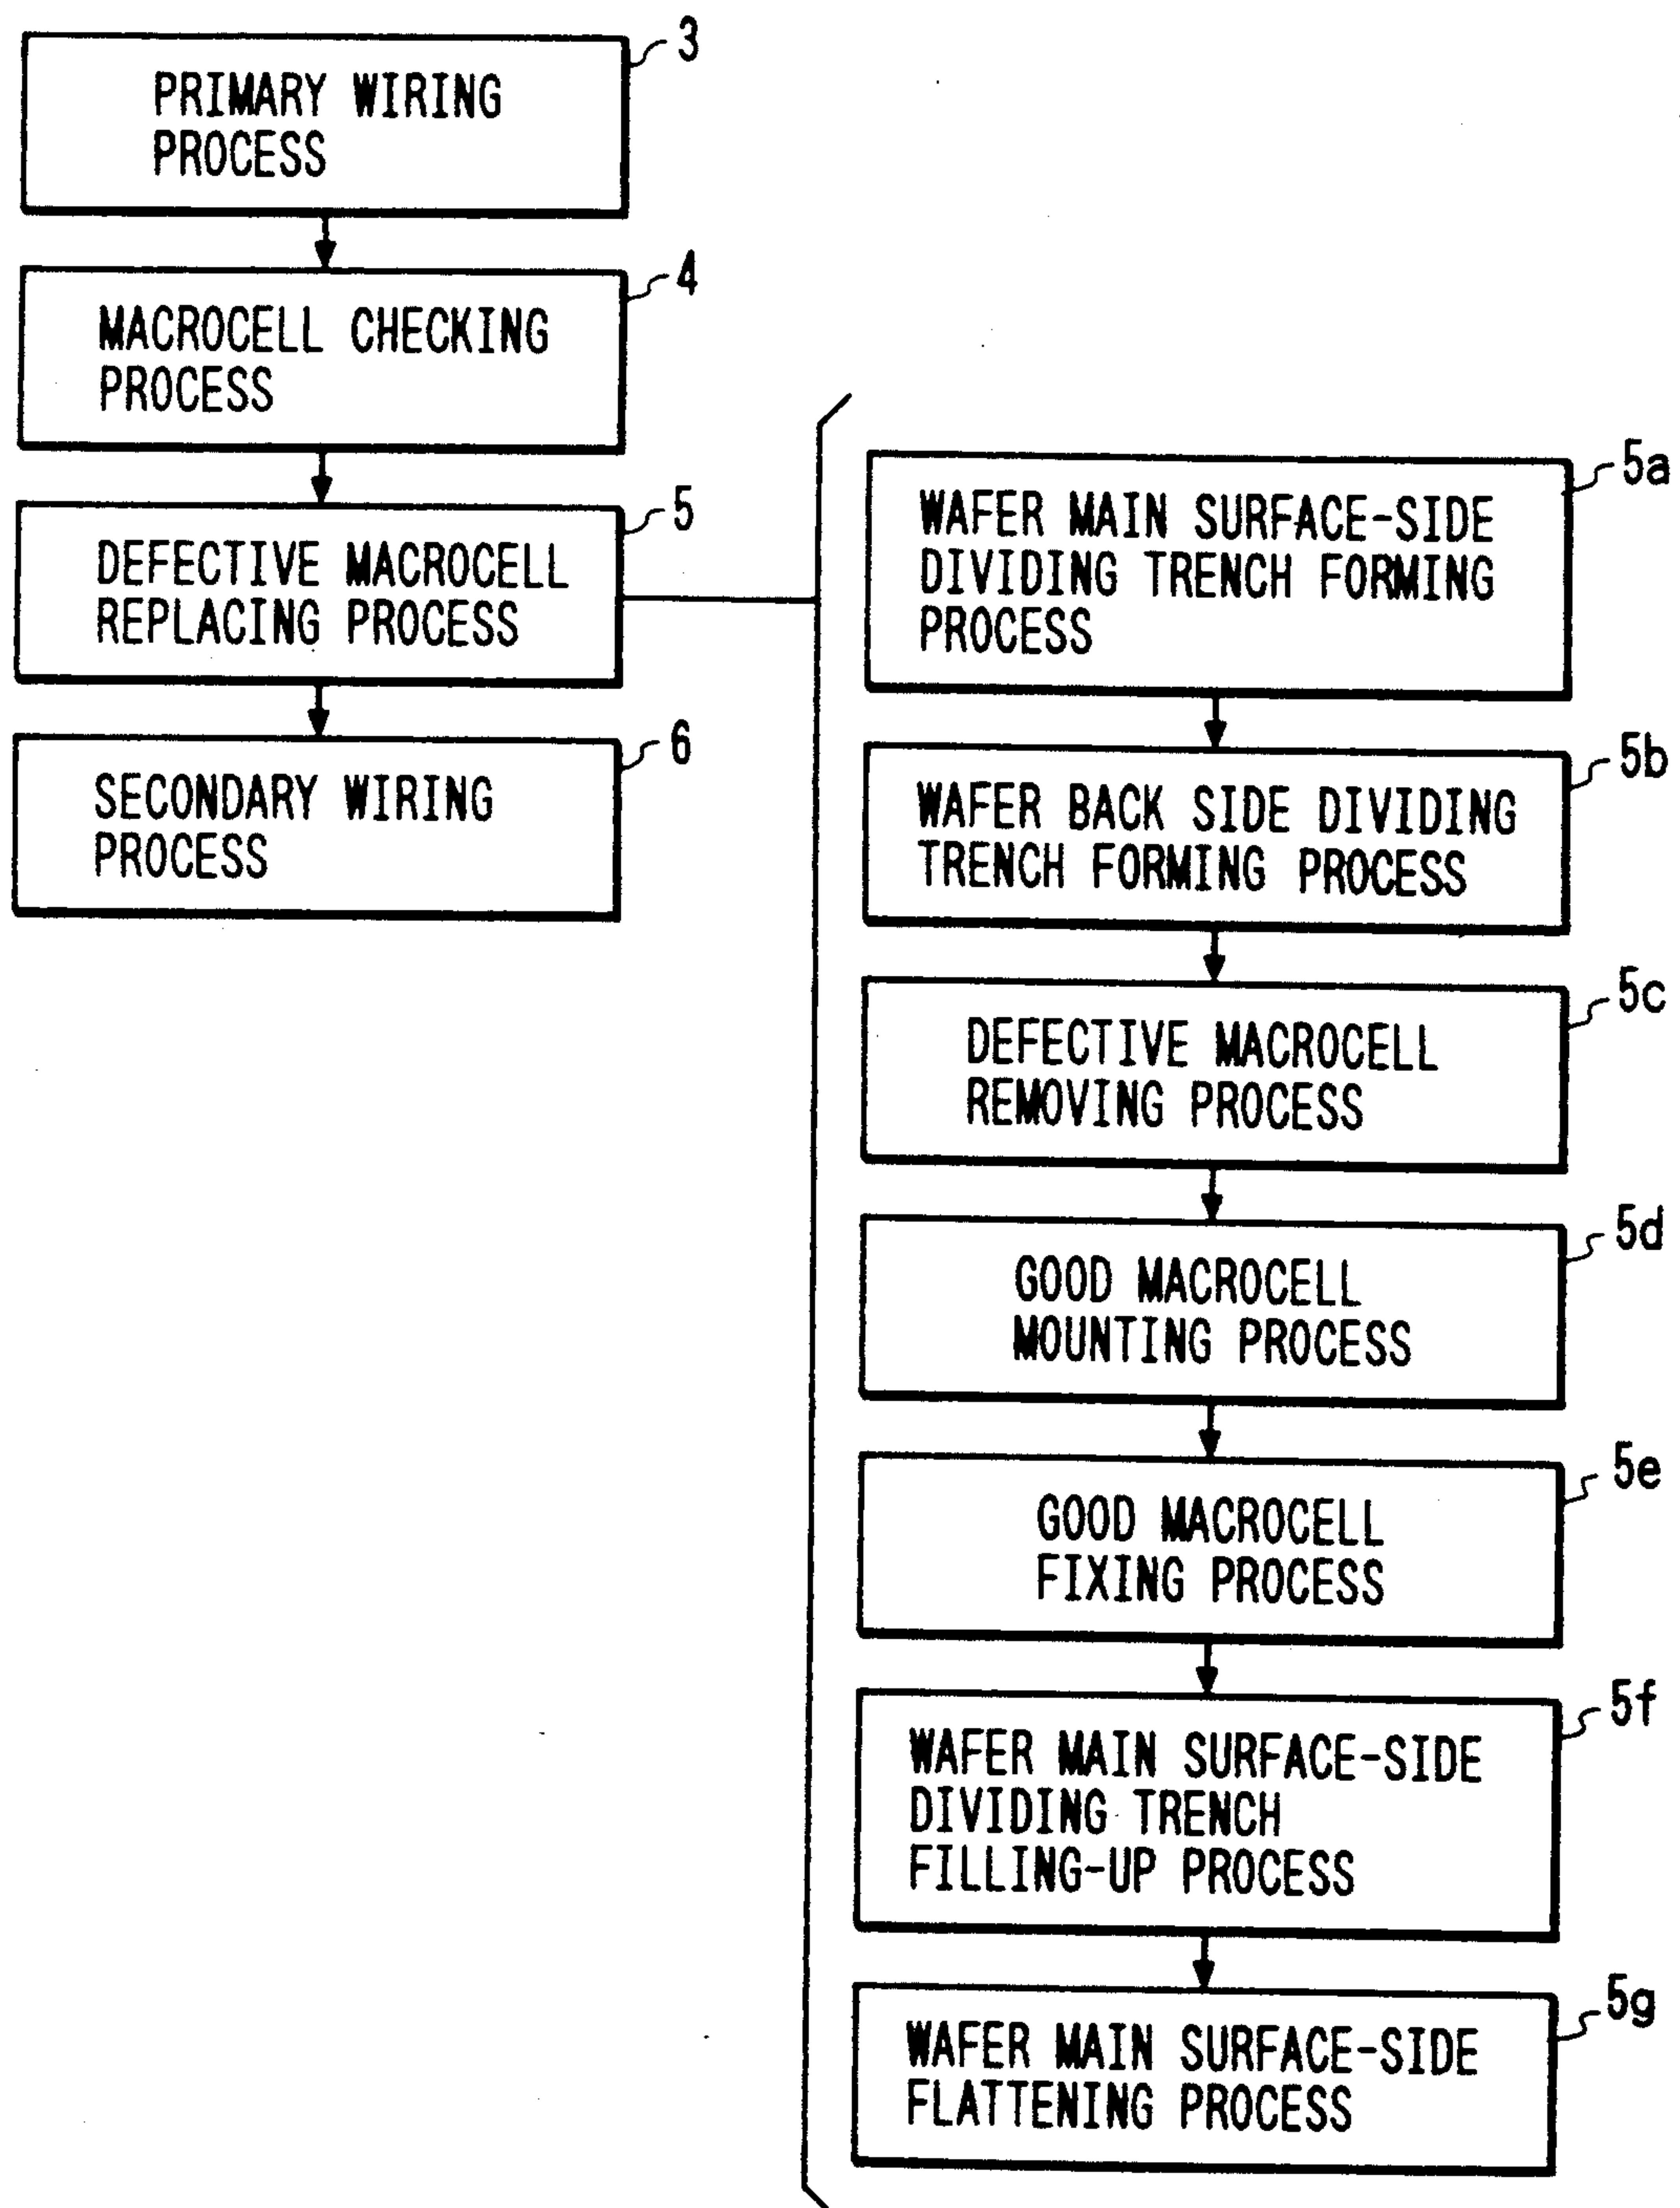 3
PRIMARY WIRING
PROCESS
4
MACROCELL CHECKING
PROCESS
5
DEFECTIVE MACROCELL
REPLACING PROCESS
6
SECONDARY WIRING
PROCESS
5a
WAFER MAIN SURFACE-SIDE
DIVIDING TRENCH FORMING
PROCESS
5b
WAFER BACK SIDE DIVIDING
TRENCH FORMING PROCESS
5c
DEFECTIVE MACROCELL
REMOVING PROCESS
5d
GOOD MACROCELL
MOUNTING PROCESS
5e
GOOD MACROCELL
FIXING PROCESS
5f
WAFER MAIN SURFACE-SIDE
DIVIDING TRENCH
FILLING-UP PROCESS
5g
WAFER MAIN SURFACE-SIDE
FLATTENING PROCESS